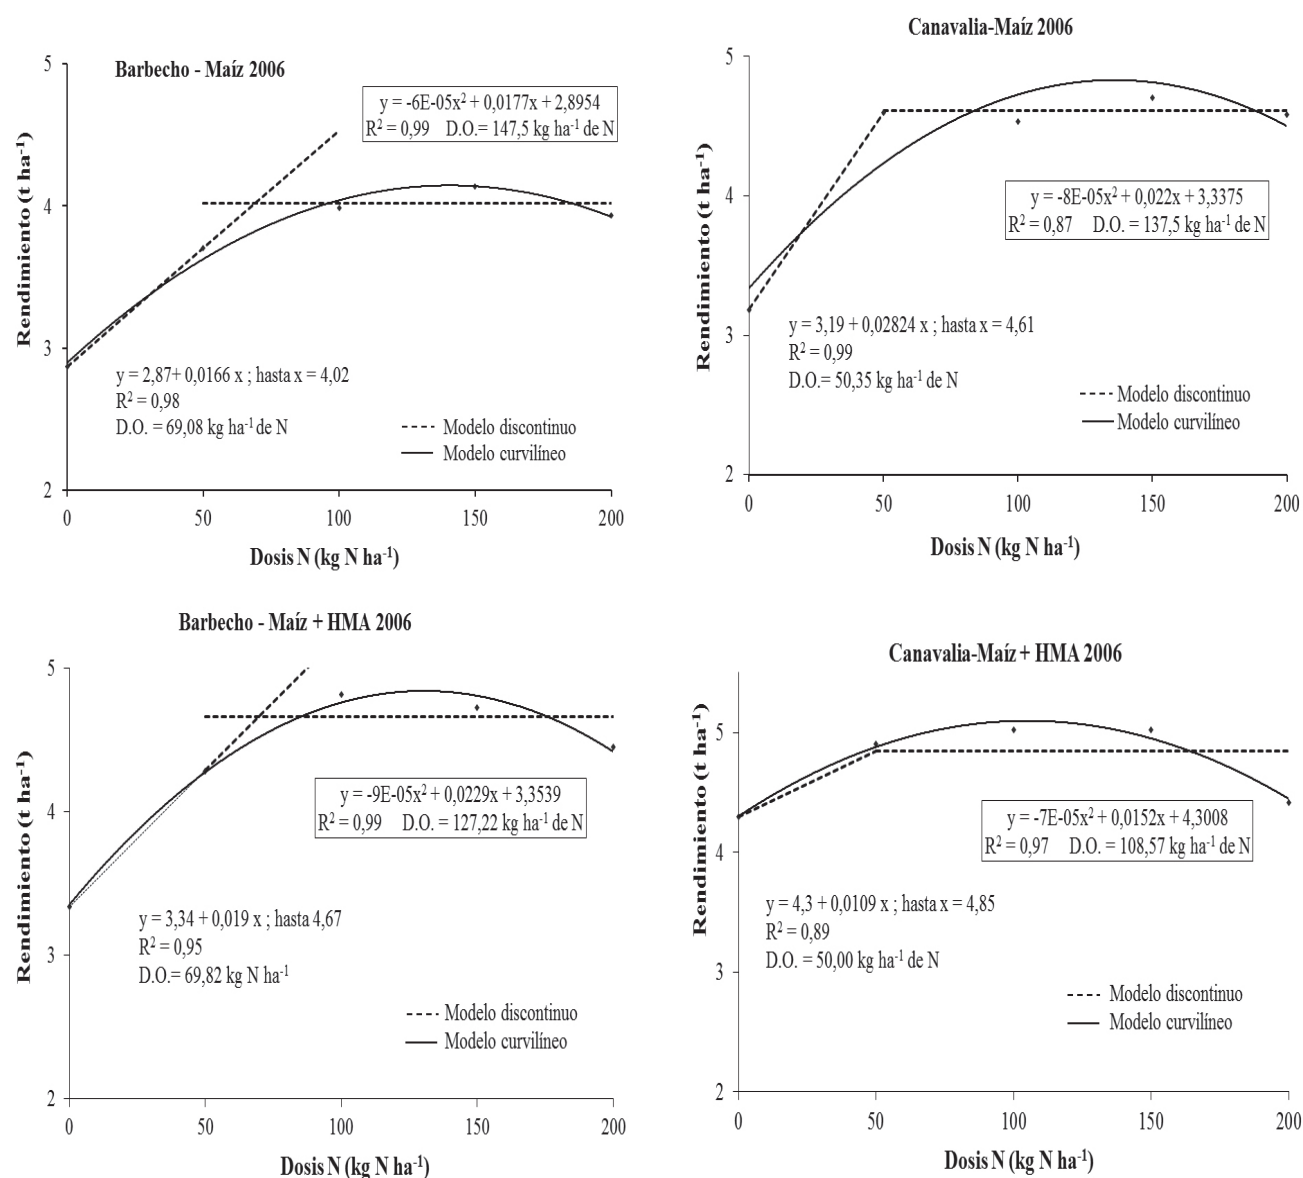 Barbecho - Maíz 2006
y = -6E-05x² + 0,0177x + 2,8954
R² = 0,99 D.O.= 147,5 kg ha⁻¹ de N
Rendimiento (t ha⁻¹)
5
4
3
2
y = 2,87+ 0,0166 x ; hasta x = 4,02
R² = 0,98
D.O. = 69,08 kg ha⁻¹ de N
Modelo discontinuo
Modelo curvilíneo
0 50 100 150 200
Dosis N (kg N ha⁻¹)
Canavalia-Maíz 2006
Rendimiento (t ha⁻¹)
5
4
3
2
y = -8E-05x² + 0,022x + 3,3375
R² = 0,87 D.O. = 137,5 kg ha⁻¹ de N
y = 3,19 + 0,02824 x ; hasta x = 4,61
R² = 0,99
D.O.= 50,35 kg ha⁻¹ de N
Modelo discontinuo
Modelo curvilíneo
0 50 100 150 200
Dosis N (kg N ha⁻¹)
Barbecho - Maíz + HMA 2006
Rendimiento (t ha⁻¹)
5
4
3
2
y = -9E-05x² + 0,0229x + 3,3539
R² = 0,99 D.O. = 127,22 kg ha⁻¹ de N
y = 3,34 + 0,019 x ; hasta 4,67
R² = 0,95
D.O.= 69,82 kg N ha⁻¹
Modelo discontinuo
Modelo curvilíneo
0 50 100 150 200
Dosis N (kg N ha⁻¹)
Canavalia-Maíz + HMA 2006
Rendimiento (t ha⁻¹)
5
4
3
2
y = -7E-05x² + 0,0152x + 4,3008
R² = 0,97 D.O. = 108,57 kg ha⁻¹ de N
y = 4,3 + 0,0109 x ; hasta x = 4,85
R² = 0,89
D.O. = 50,00 kg ha⁻¹ de N
Modelo discontinuo
Modelo curvilíneo
0 50 100 150 200
Dosis N (kg N ha⁻¹)